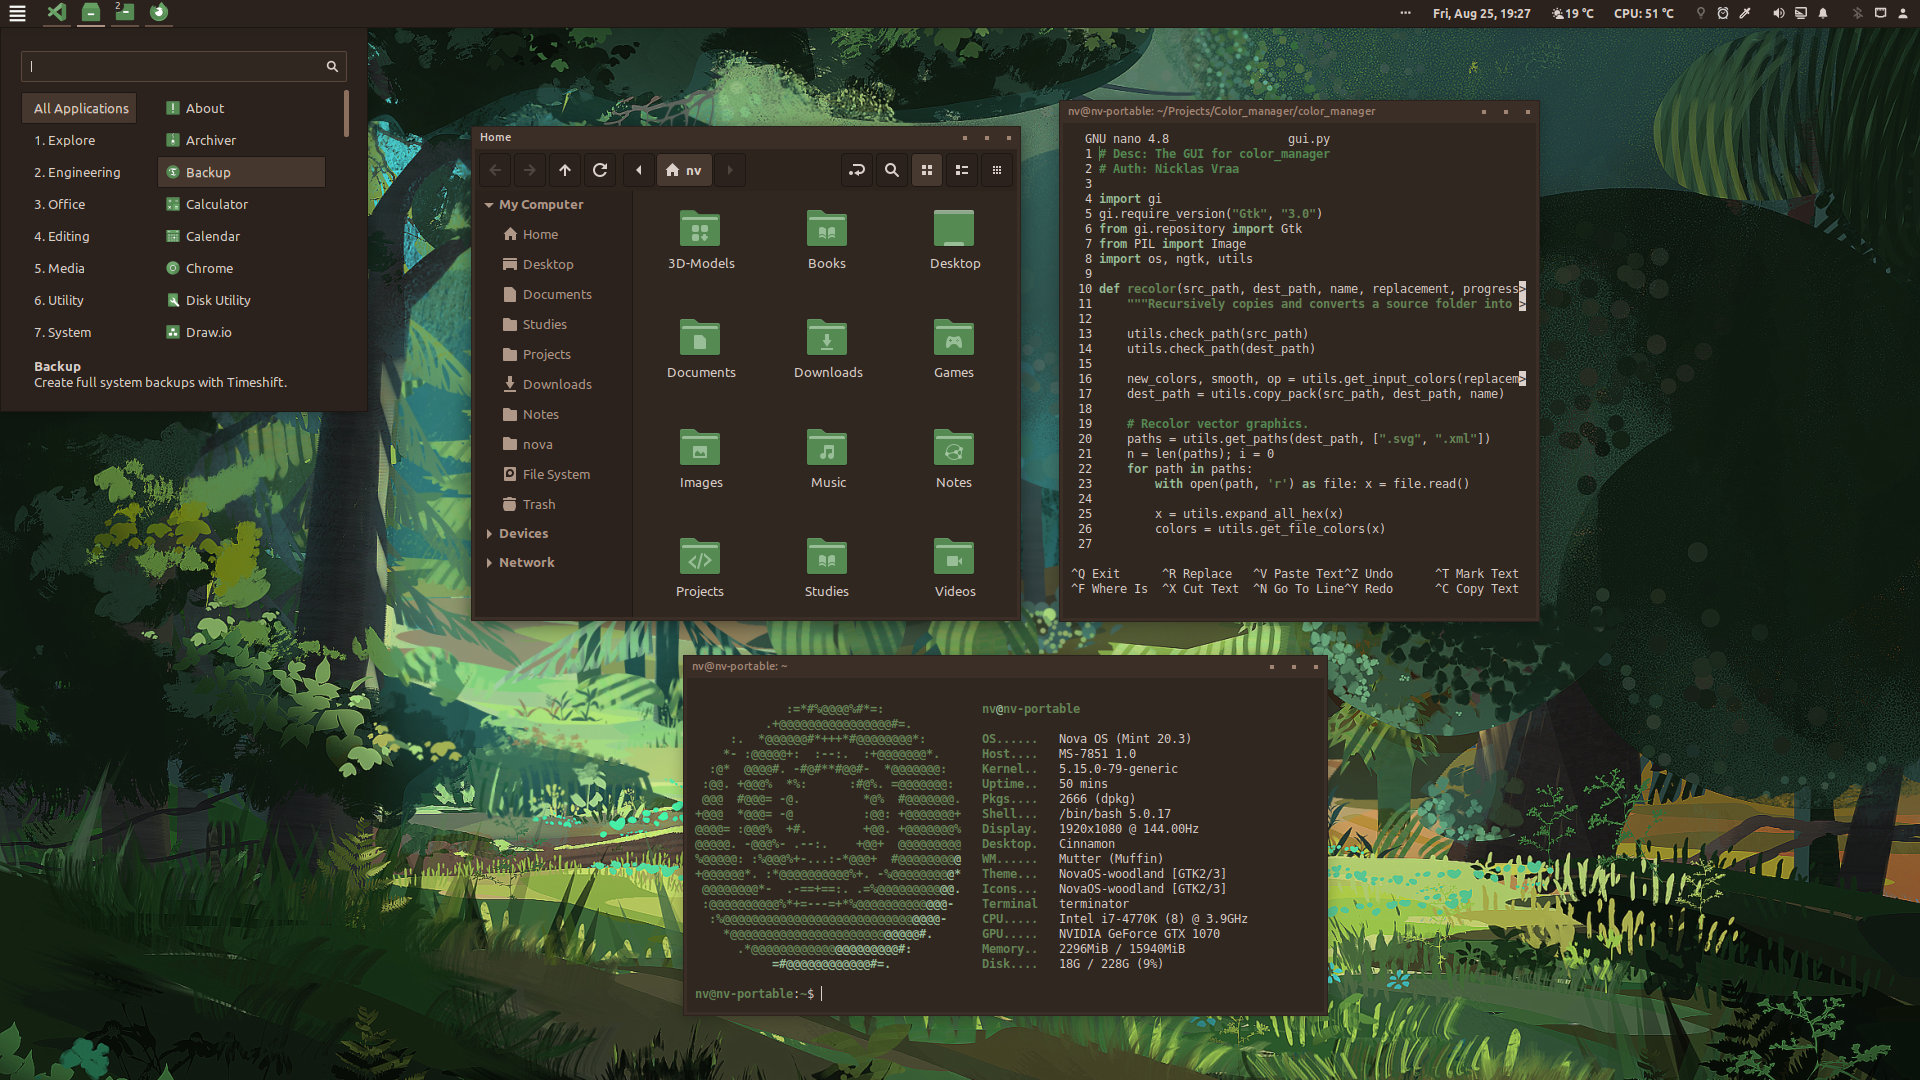 2
Fri, Aug 25, 19:27
19 °C
CPU: 51 °C
All Applications
1. Explore
2. Engineering
3. Office
4. Editing
5. Media
6. Utility
7. System
About
Archiver
Backup
Calculator
Calendar
Chrome
Disk Utility
Draw.io
Backup
Create full system backups with Timeshift.
Home
nv
My Computer
Home
Desktop
Documents
Studies
Projects
Downloads
Notes
nova
File System
Trash
Devices
Network
3D-Models
Books
Desktop
Documents
Downloads
Games
Images
Music
Notes
Projects
Studies
Videos
nv@nv-portable: ~/Projects/Color_manager/color_manager
GNU nano 4.8 gui.py
1 # Desc: The GUI for color_manager
2 # Auth: Nicklas Vraa
3
4 import gi
5 gi.require_version("Gtk", "3.0")
6 from gi.repository import Gtk
7 from PIL import Image
8 import os, ngtk, utils
9
10 def recolor(src_path, dest_path, name, replacement, progress>
11 """Recursively copies and converts a source folder into >
12
13 utils.check_path(src_path)
14 utils.check_path(dest_path)
15
16 new_colors, smooth, op = utils.get_input_colors(replacem>
17 dest_path = utils.copy_pack(src_path, dest_path, name)
18
19 # Recolor vector graphics.
20 paths = utils.get_paths(dest_path, [".svg", ".xml"])
21 n = len(paths); i = 0
22 for path in paths:
23 with open(path, 'r') as file: x = file.read()
24
25 x = utils.expand_all_hex(x)
26 colors = utils.get_file_colors(x)
27
^Q Exit ^R Replace ^V Paste Text^Z Undo ^T Mark Text
^F Where Is ^X Cut Text ^N Go To Line^Y Redo ^C Copy Text
nv@nv-portable: ~
nv@nv-portable
OS...... Nova OS (Mint 20.3)
Host.... MS-7851 1.0
Kernel.. 5.15.0-79-generic
Uptime.. 50 mins
Pkgs.... 2666 (dpkg)
Shell... /bin/bash 5.0.17
Display. 1920x1080 @ 144.00Hz
Desktop. Cinnamon
WM...... Mutter (Muffin)
Theme... NovaOS-woodland [GTK2/3]
Icons... NovaOS-woodland [GTK2/3]
Terminal terminator
CPU..... Intel i7-4770K (8) @ 3.9GHz
GPU..... NVIDIA GeForce GTX 1070
Memory.. 2296MiB / 15940MiB
Disk.... 18G / 228G (9%)
nv@nv-portable:~$